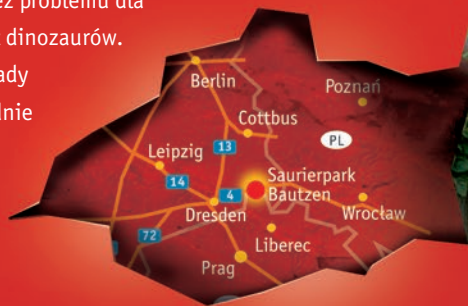 ez problemu dla
dinozaurów.
ady
dnie
Berlin
Poznań
Cottbus
PL
13
Leipzig
Saurierpark
Bautzen
14
4
Dresden
Wrocław
Liberec
72
Prag